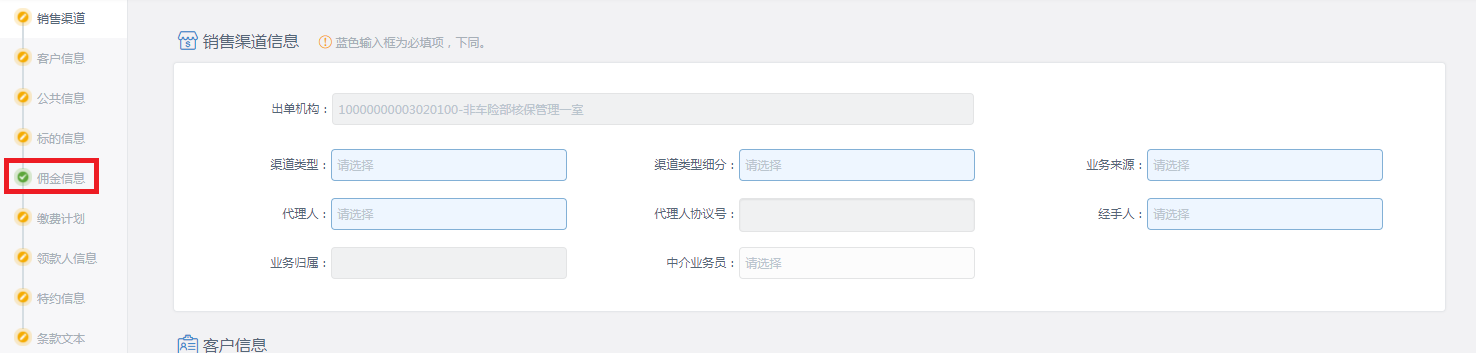 销售渠道
客户信息
公共信息
标的信息
佣金信息
缴费计划
领款人信息
特约信息
条款文本
销售渠道信息 蓝色输入框为必填项，下同。
出单机构： 10000000003020100-非车险部核保管理一室
渠道类型： 请选择 渠道类型细分： 请选择 业务来源： 请选择
代理人： 请选择 代理人协议号： 经手人： 请选择
业务归属： 中介业务员： 请选择
客户信息